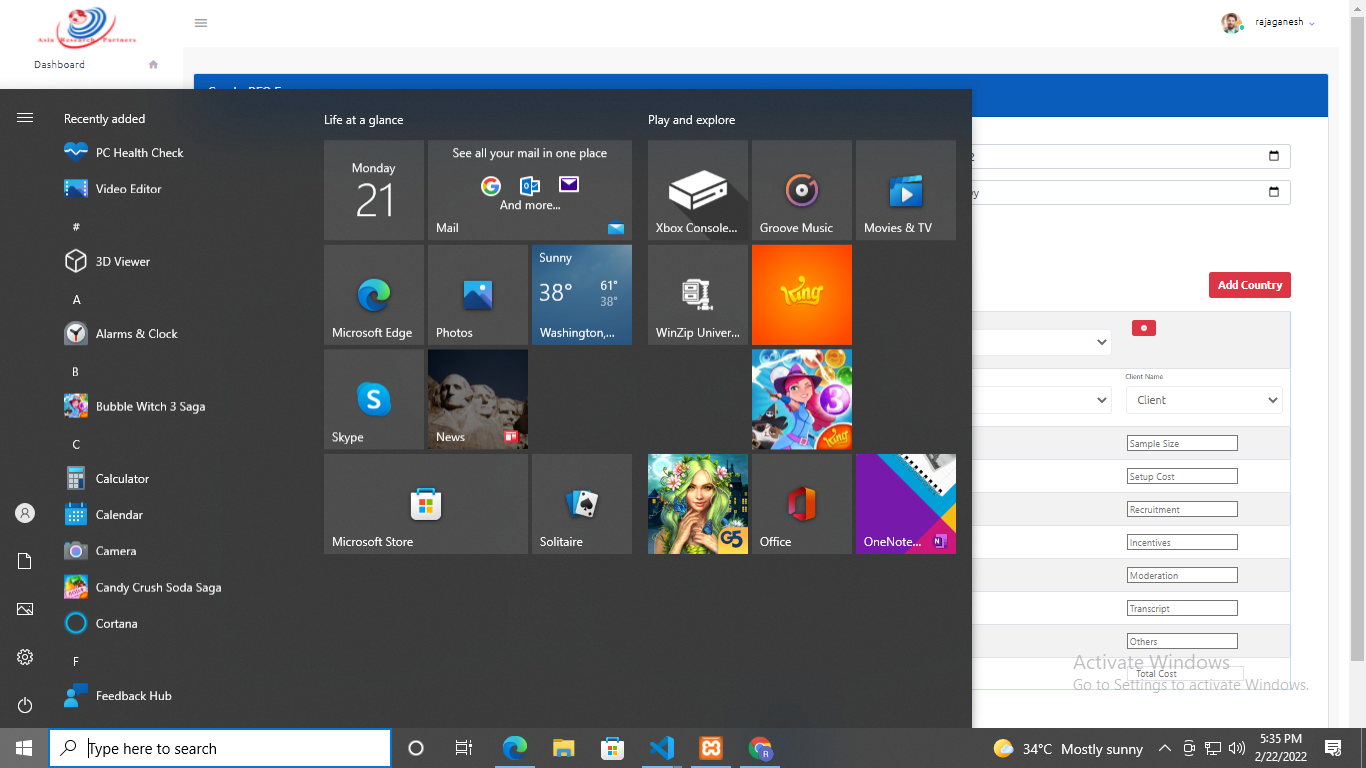 Asia Research Partners
rajaganesh
Dashboard
Recently added
PC Health Check
Video Editor
#
3D Viewer
A
Alarms & Clock
B
Bubble Witch 3 Saga
C
Calculator
Calendar
Camera
Candy Crush Soda Saga
Cortana
F
Feedback Hub
Life at a glance
Monday
21
See all your mail in one place
And more...
Mail
Microsoft Edge
Photos
Sunny
38°
61°
38°
Washington,...
Skype
News
Microsoft Store
Solitaire
Play and explore
Xbox Console...
Groove Music
Movies & TV
WinZip Univer...
King
3
King
G5
Office
OneNote...
Add Country
Client Name
Client
Sample Size
Setup Cost
Recruitment
Incentives
Moderation
Transcript
Others
Total Cost
Activate Windows
Go to Settings to activate Windows.
Type here to search
34°C Mostly sunny
5:35 PM
2/22/2022